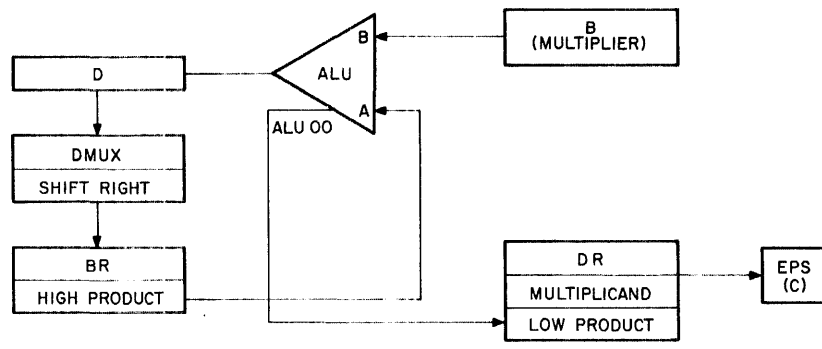 B
(MULTIPLIER)
B
ALU
A
D
ALU 00
DMUX
SHIFT RIGHT
BR
HIGH PRODUCT
DR
MULTIPLICAND
LOW PRODUCT
EPS
(C)